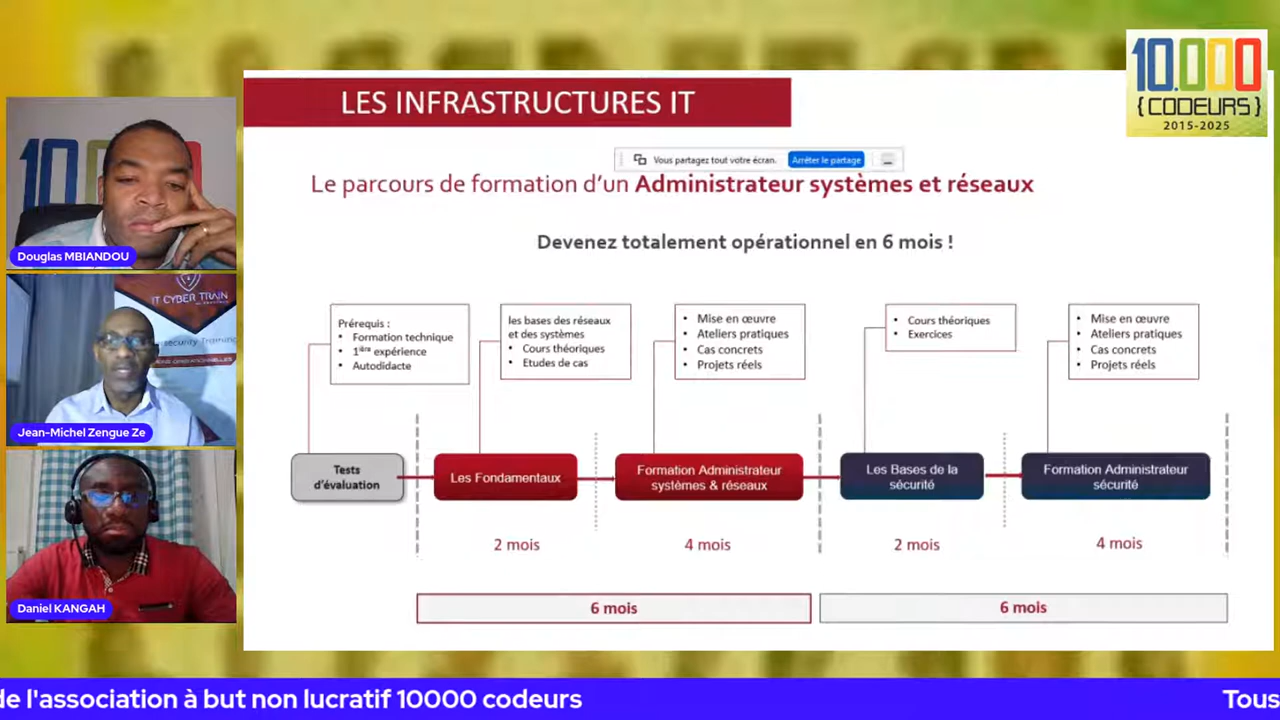 LES INFRASTRUCTURES IT
10.000
{CODEURS}
2015-2025
Vous partagez tout votre écran.
Arrêter le partage
Le parcours de formation d’un Administrateur systèmes et réseaux
Devenez totalement opérationnel en 6 mois !
Prérequis :
• Formation technique
• 1ière expérience
• Autodidacte
les bases des réseaux
et des systèmes
• Cours théoriques
• Etudes de cas
• Mise en œuvre
• Ateliers pratiques
• Cas concrets
• Projets réels
• Cours théoriques
• Exercices
• Mise en œuvre
• Ateliers pratiques
• Cas concrets
• Projets réels
Tests
d’évaluation
Les Fondamentaux
Formation Administrateur
systèmes & réseaux
Les Bases de la
sécurité
Formation Administrateur
sécurité
2 mois
4 mois
2 mois
4 mois
6 mois
6 mois
Douglas MBIANDOU
IT CYBER TRAIN
Jean-Michel Zengue Ze
Daniel KANGAH
de l'association à but non lucratif 10000 codeurs
Tous